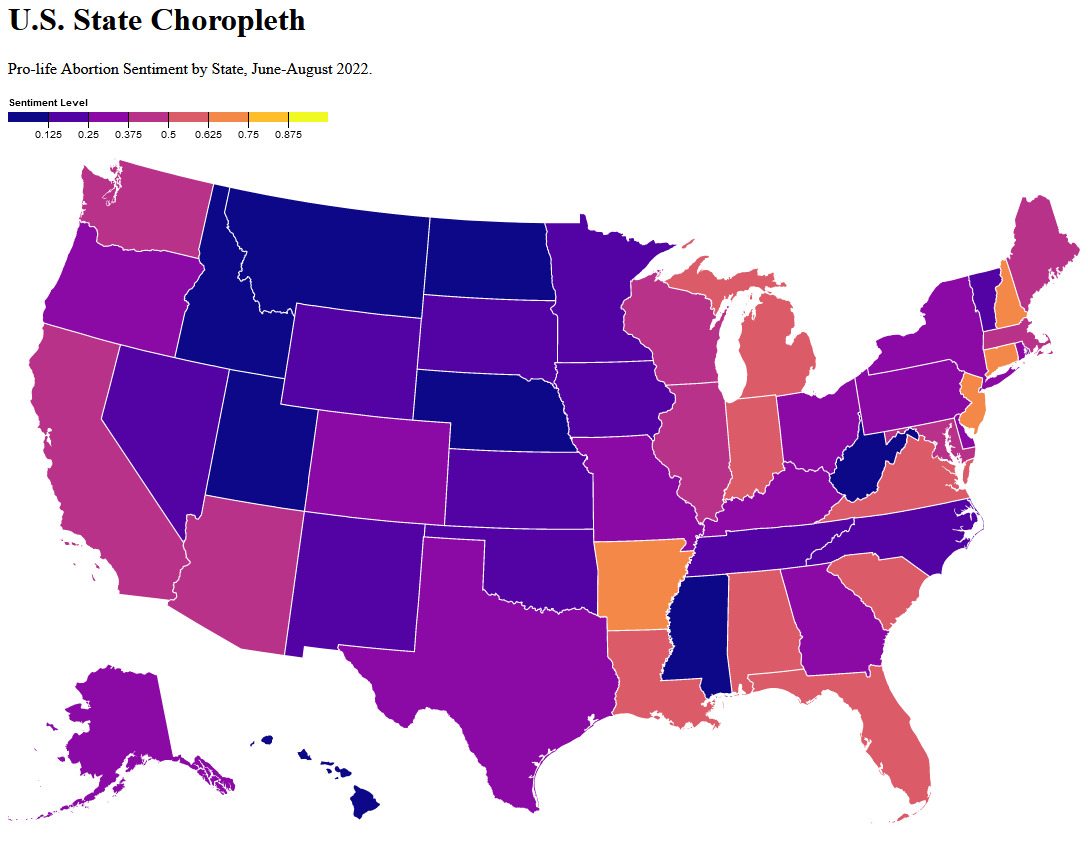 U.S. State Choropleth
Pro-life Abortion Sentiment by State, June-August 2022.
Sentiment Level
0.125 0.25 0.375 0.5 0.625 0.75 0.875